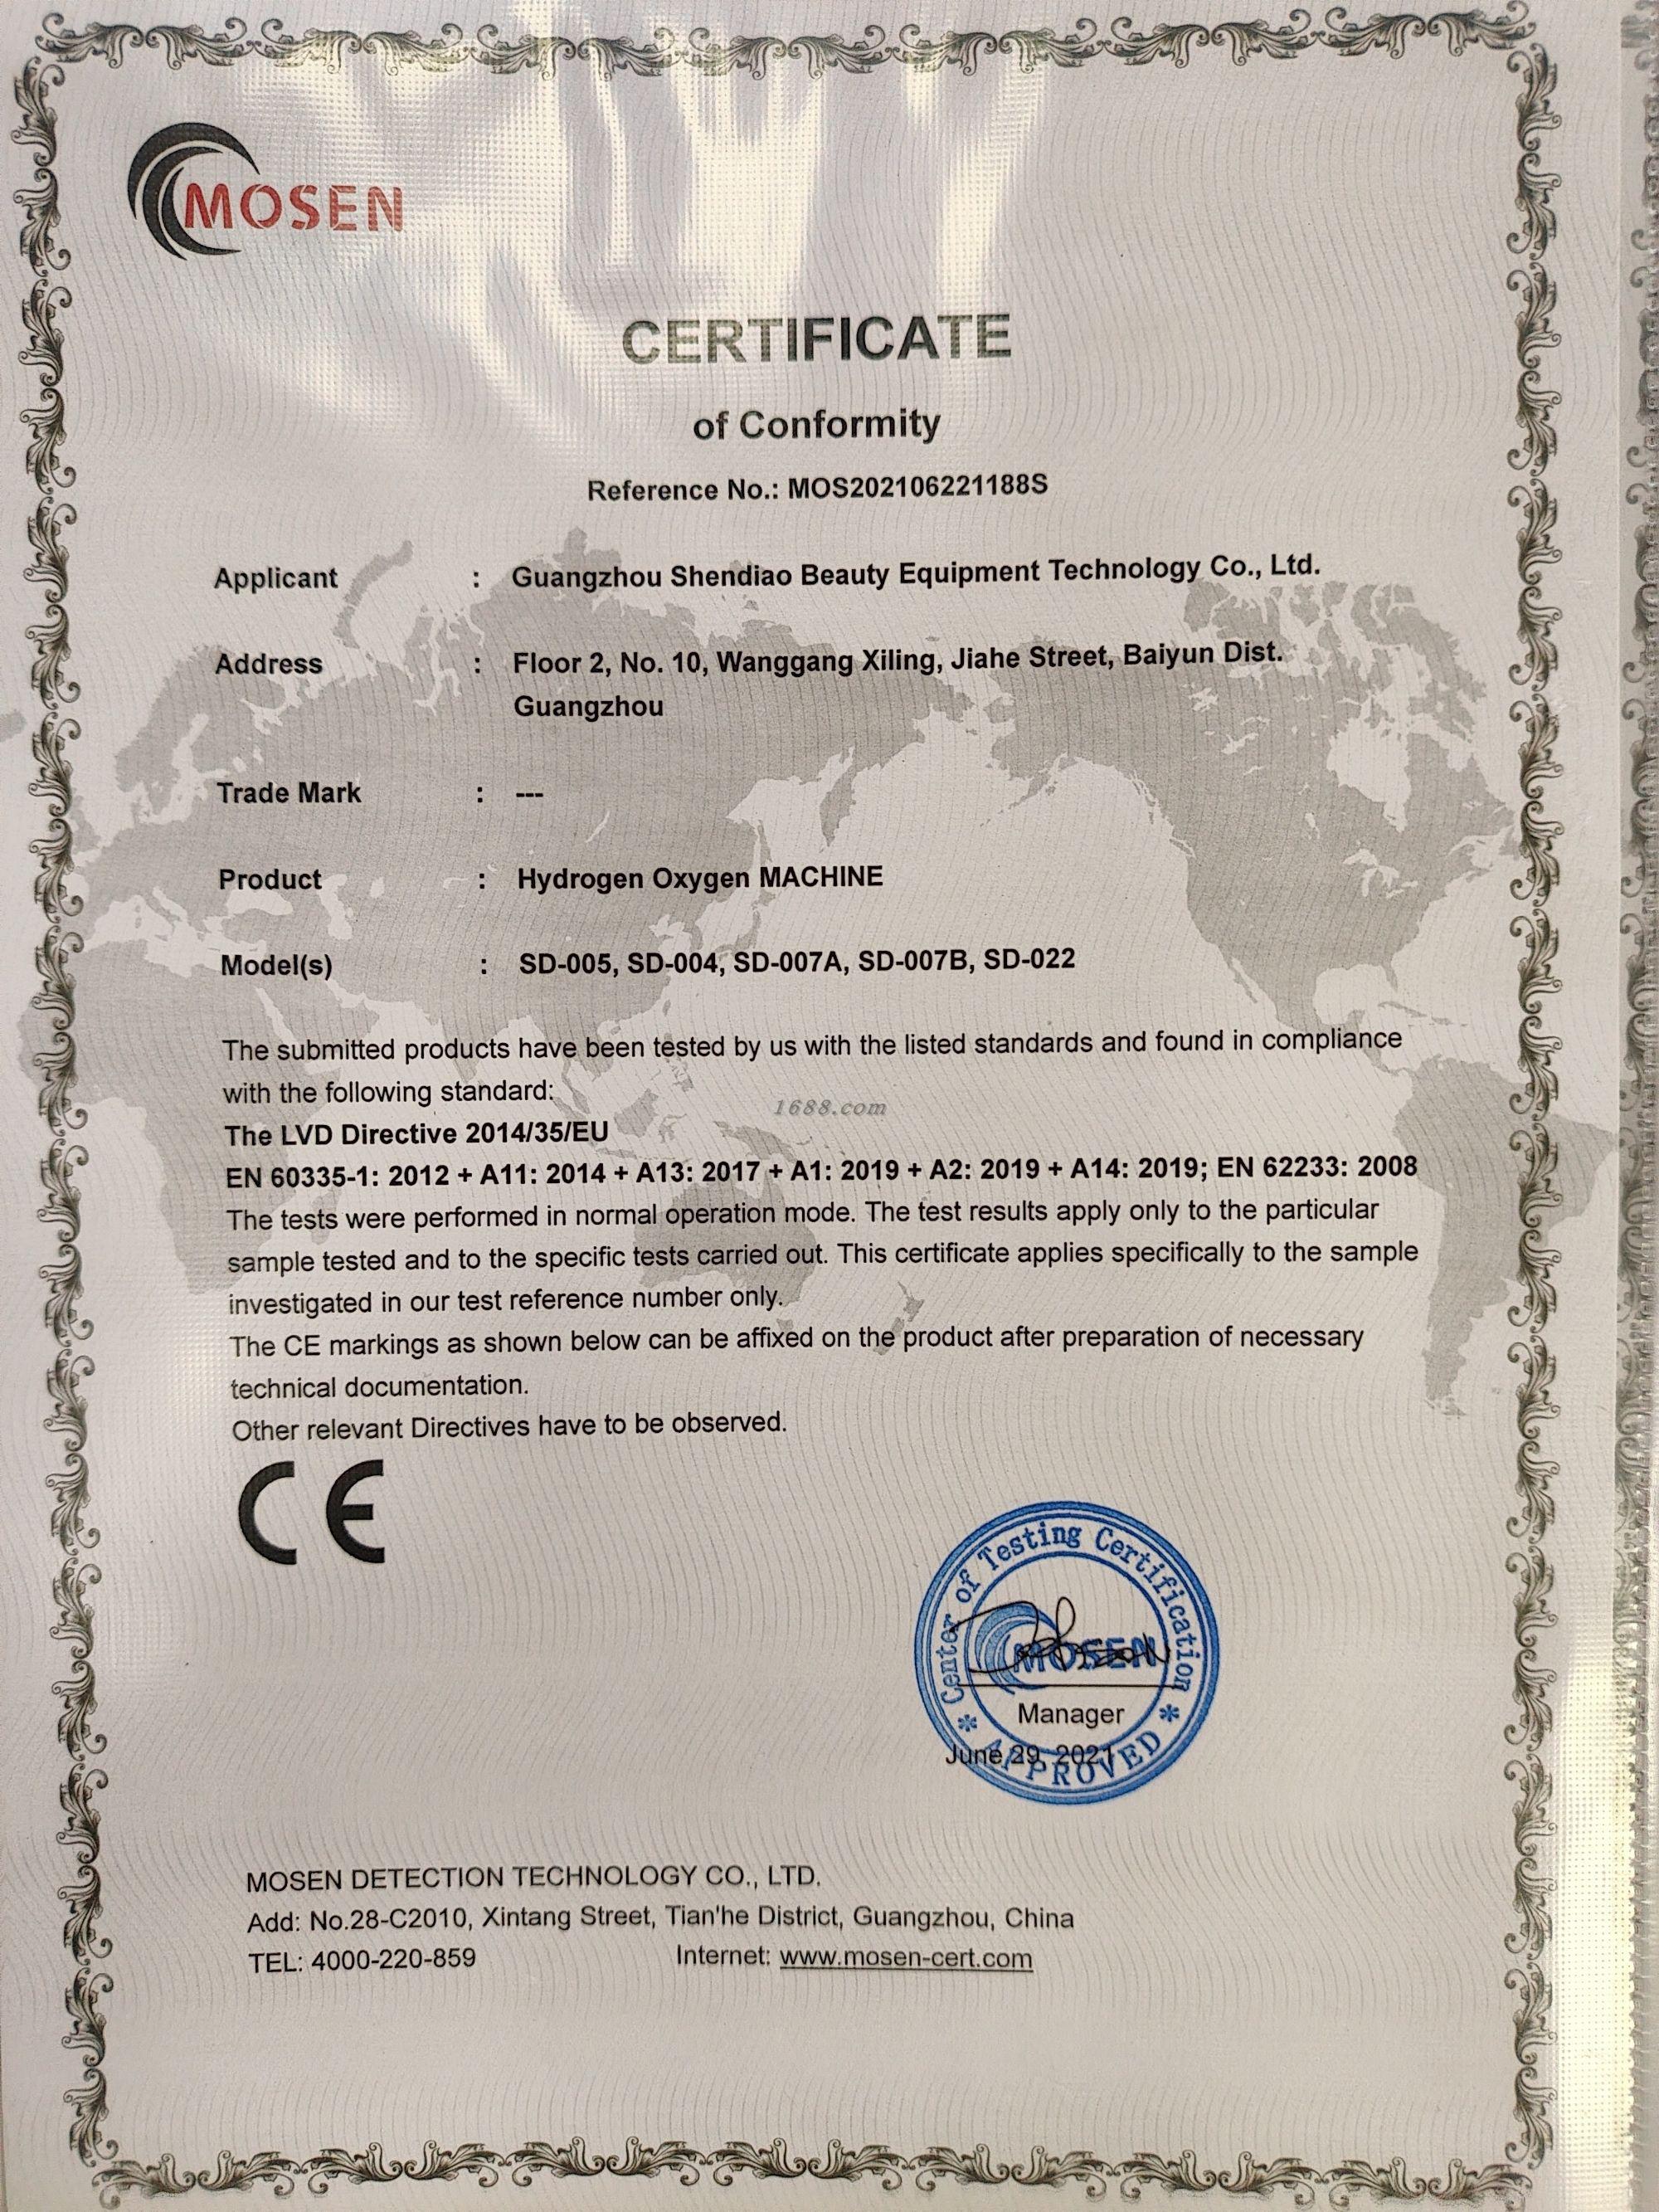 MOSEN
CERTIFICATE
of Conformity
Reference No.: MOS202106221188S
Applicant : Guangzhou Shendiao Beauty Equipment Technology Co., Ltd.
Address : Floor 2, No. 10, Wanggang Xiling, Jiahe Street, Baiyun Dist.
Guangzhou
Trade Mark : ---
Product : Hydrogen Oxygen MACHINE
Model(s) : SD-005, SD-004, SD-007A, SD-007B, SD-022
The submitted products have been tested by us with the listed standards and found in compliance
with the following standard:
1688.com
The LVD Directive 2014/35/EU
EN 60335-1: 2012 + A11: 2014 + A13: 2017 + A1: 2019 + A2: 2019 + A14: 2019; EN 62233: 2008
The tests were performed in normal operation mode. The test results apply only to the particular
sample tested and to the specific tests carried out. This certificate applies specifically to the sample
investigated in our test reference number only.
The CE markings as shown below can be affixed on the product after preparation of necessary
technical documentation.
Other relevant Directives have to be observed.
CE
Center of Testing Certification
MOSEN
Manager
June 29, 2021
* APPROVED *
MOSEN DETECTION TECHNOLOGY CO., LTD.
Add: No.28-C2010, Xintang Street, Tian'he District, Guangzhou, China
TEL: 4000-220-859 Internet: www.mosen-cert.com